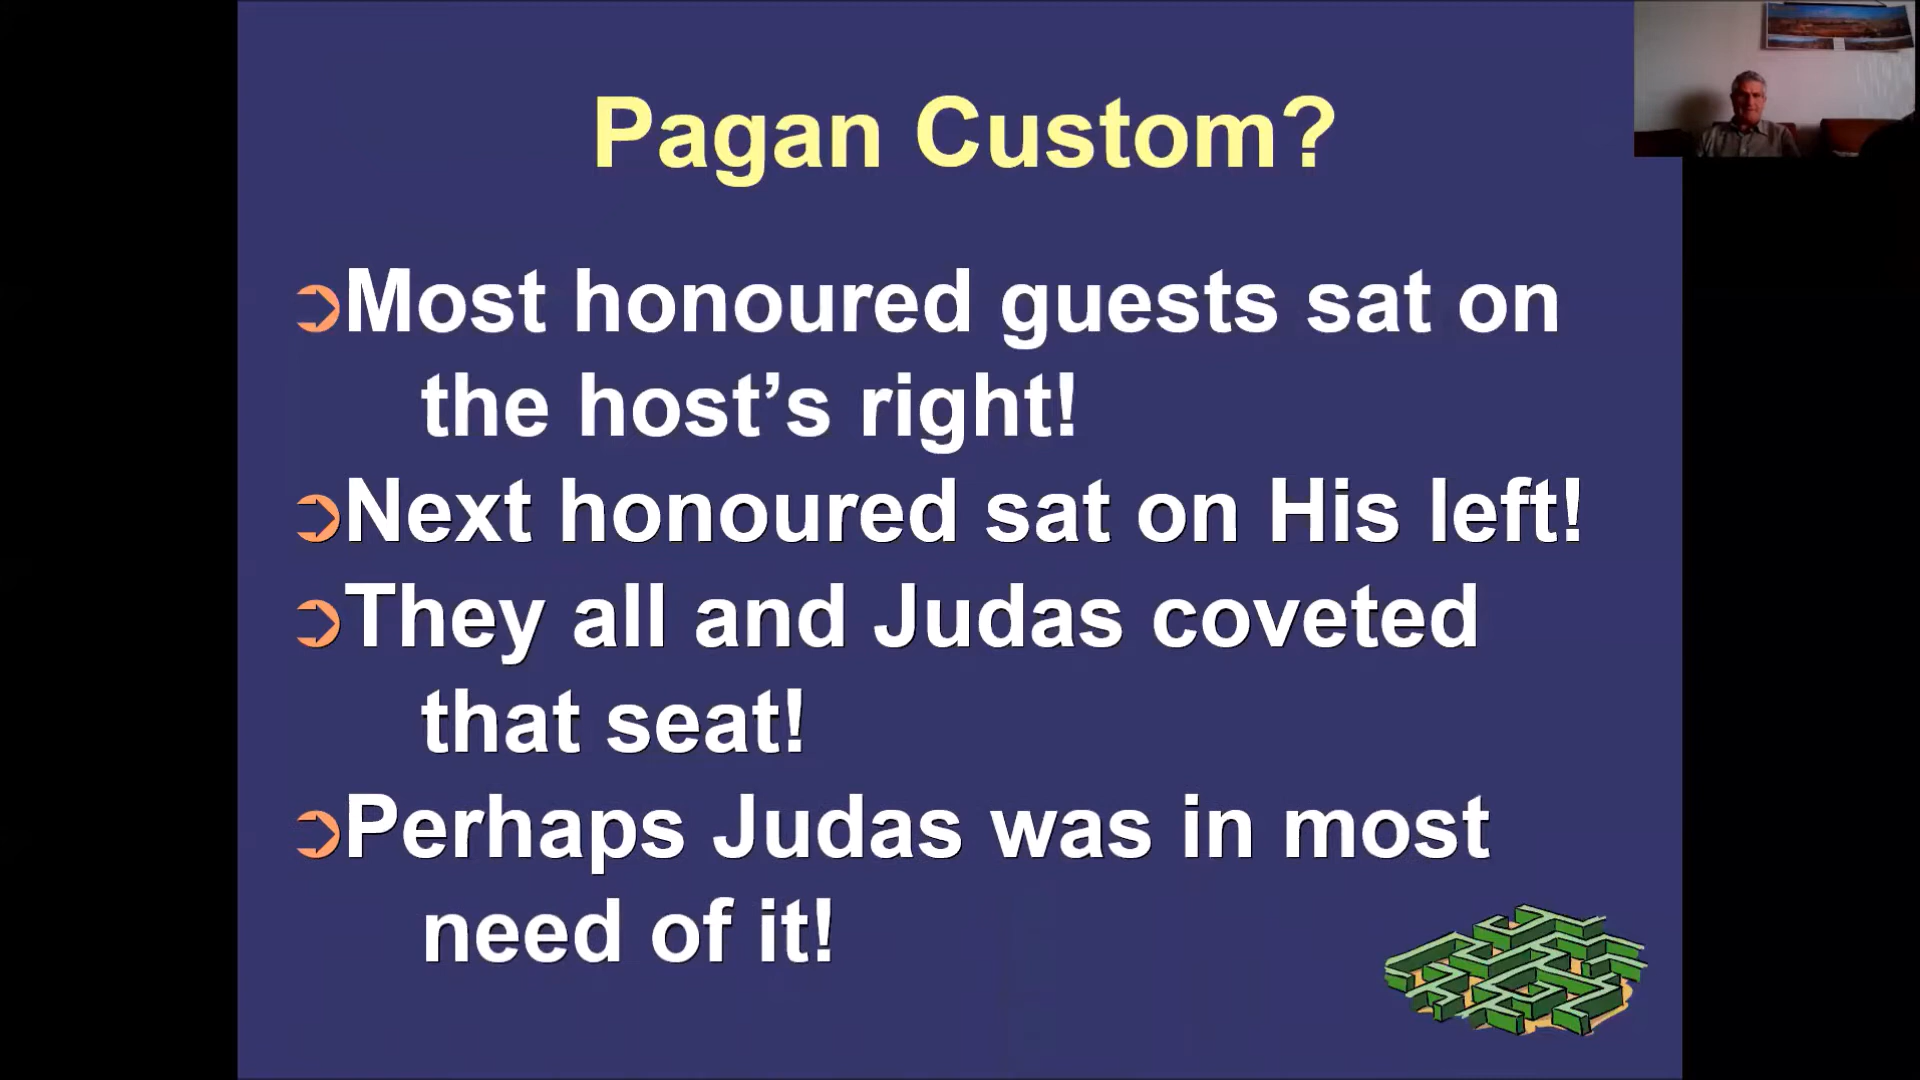 Pagan Custom?
➲Most honoured guests sat on
the host’s right!
➲Next honoured sat on His left!
➲They all and Judas coveted
that seat!
➲Perhaps Judas was in most
need of it!